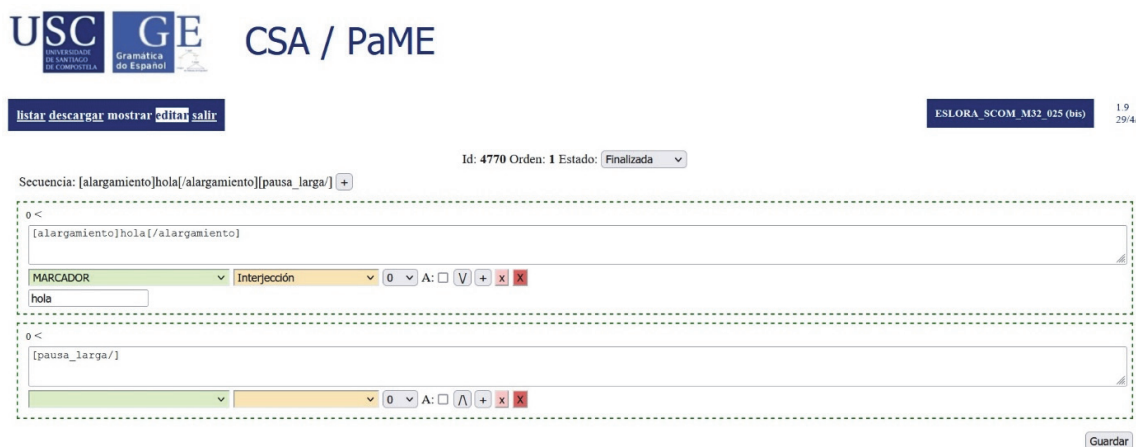 USC GE CSA / PaME
UNIVERSIDADE
DE SANTIAGO
DE COMPOSTELA
Gramática
do Español
listar descargar mostrar editar salir
ESLORA_SCOM_M32_025 (bis)
1.9
29/4/
Id: 4770 Orden: 1 Estado: Finalizada
Secuencia: [alargamiento]hola[/alargamiento][pausa_larga/] +
0 <
[alargamiento]hola[/alargamiento]
MARCADOR Interjección 0 A: \/ + x X
hola
0 <
[pausa_larga/]
0 A: /\ + x X
Guardar